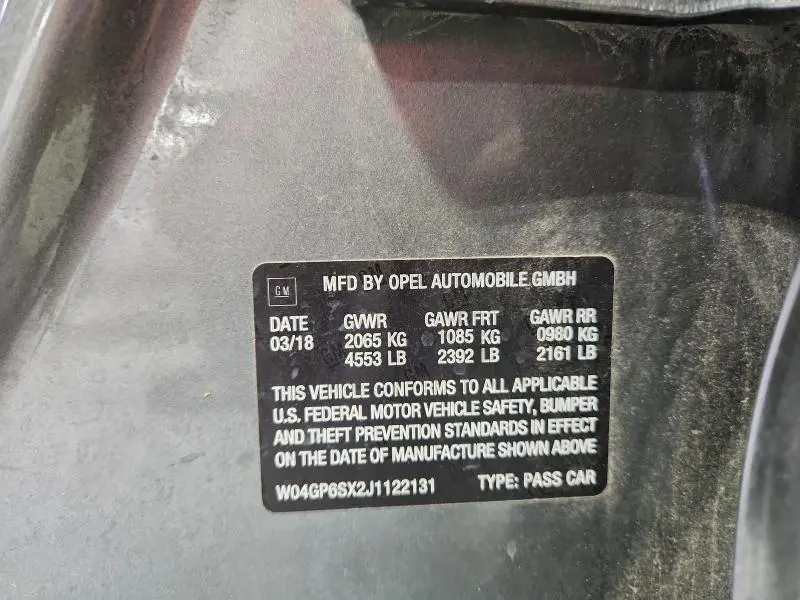 GM MFD BY OPEL AUTOMOBILE GMBH
DATE GVWR GAWR FRT GAWR RR
03/18 2065 KG 1085 KG 0980 KG
4553 LB 2392 LB 2161 LB
THIS VEHICLE CONFORMS TO ALL APPLICABLE
U.S. FEDERAL MOTOR VEHICLE SAFETY, BUMPER
AND THEFT PREVENTION STANDARDS IN EFFECT
ON THE DATE OF MANUFACTURE SHOWN ABOVE
W04GP6SX2J1122131 TYPE: PASS CAR